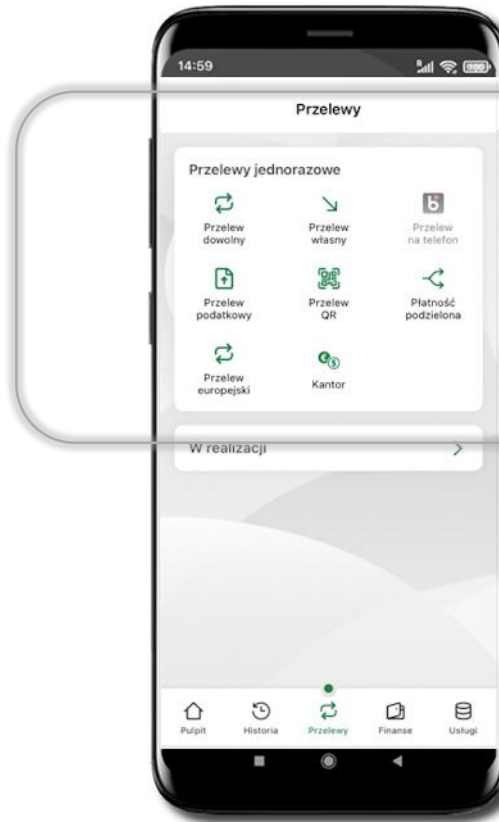 14:59
Przelewy
Przelewy jednorazowe
Przelew
dowolny
Przelew
własny
Przelew
na telefon
Przelew
podatkowy
Przelew
QR
Płatność
podzielona
Przelew
europejski
Kantor
W realizacji
Pulpit
Historia
Przelewy
Finanse
Usługi